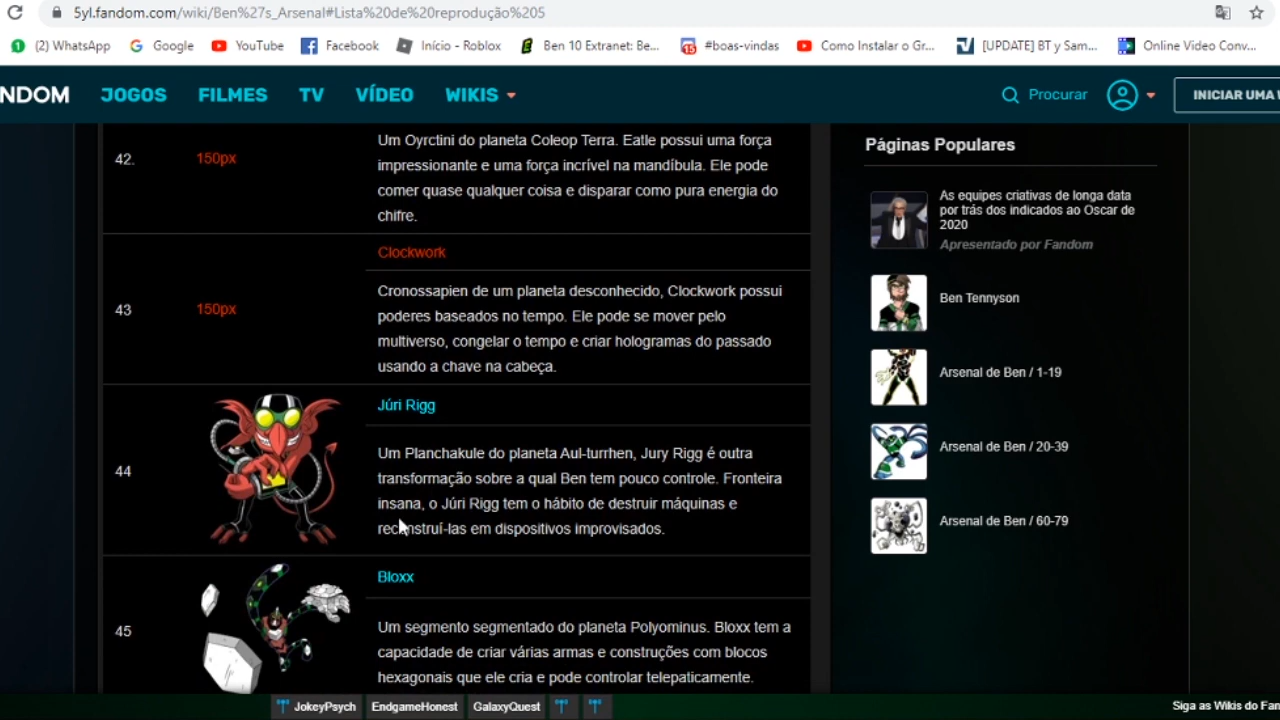 5yl.fandom.com/wiki/Ben%27s_Arsenal#Lista%20de%20reprodução%205
(2) WhatsApp
Google
YouTube
Facebook
Início - Roblox
Ben 10 Extranet: Be...
15
#boas-vindas
Como Instalar o Gr...
[UPDATE] BT y Sam...
Online Video Conv...
NDOM
JOGOS
FILMES
TV
VÍDEO
WIKIS
Procurar
INICIAR UMA W
42.
150px
Um Oyrctini do planeta Coleop Terra. Eatle possui uma força
impressionante e uma força incrível na mandíbula. Ele pode
comer quase qualquer coisa e disparar como pura energia do
chifre.
43
150px
Clockwork
Cronossapien de um planeta desconhecido, Clockwork possui
poderes baseados no tempo. Ele pode se mover pelo
multiverso, congelar o tempo e criar hologramas do passado
usando a chave na cabeça.
44
Júri Rigg
Um Planchakule do planeta Aul-turrhen, Jury Rigg é outra
transformação sobre a qual Ben tem pouco controle. Fronteira
insana, o Júri Rigg tem o hábito de destruir máquinas e
reconstruí-las em dispositivos improvisados.
45
Bloxx
Um segmento segmentado do planeta Polyominus. Bloxx tem a
capacidade de criar várias armas e construções com blocos
hexagonais que ele cria e pode controlar telepaticamente.
Páginas Populares
As equipes criativas de longa data
por trás dos indicados ao Oscar de
2020
Apresentado por Fandom
Ben Tennyson
Arsenal de Ben / 1-19
Arsenal de Ben / 20-39
Arsenal de Ben / 60-79
JokeyPsych
EndgameHonest
GalaxyQuest
Siga as Wikis do Fan